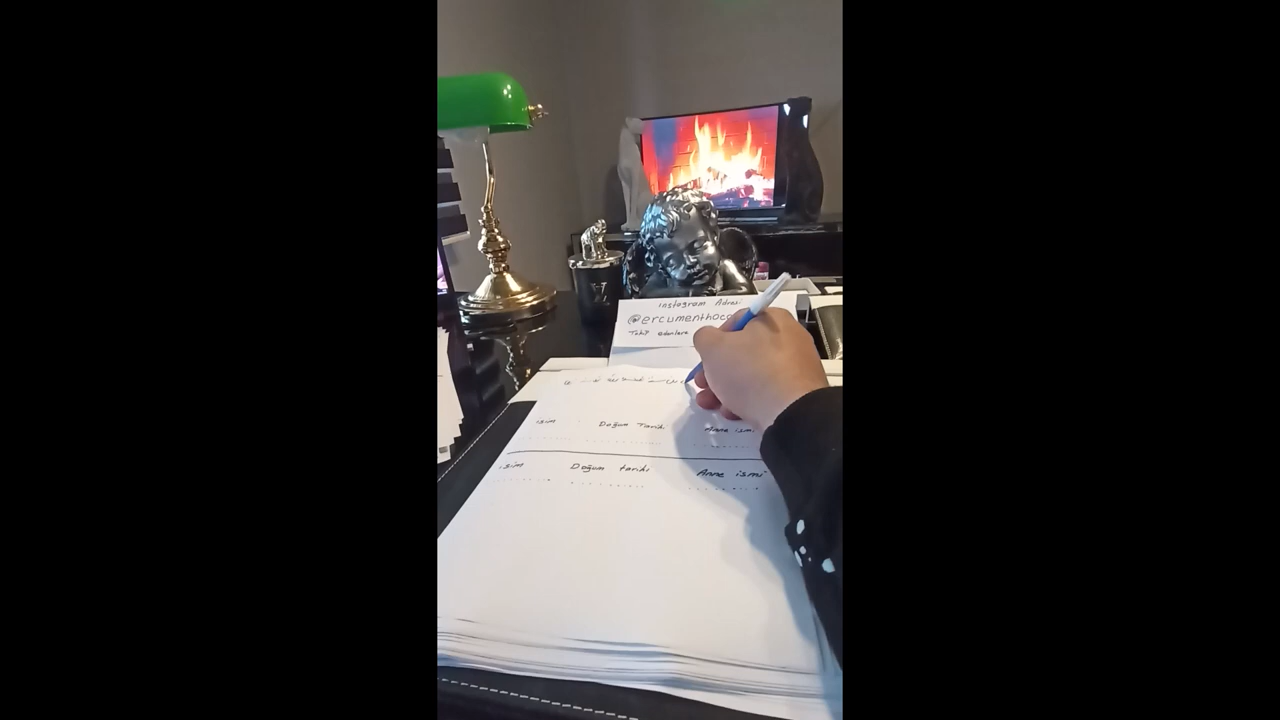 instagram Adresi
@ercumenthoca
Takip edenlere
isim Doğum Tarihi Anne ismi
isim Doğum tarihi Anne ismi